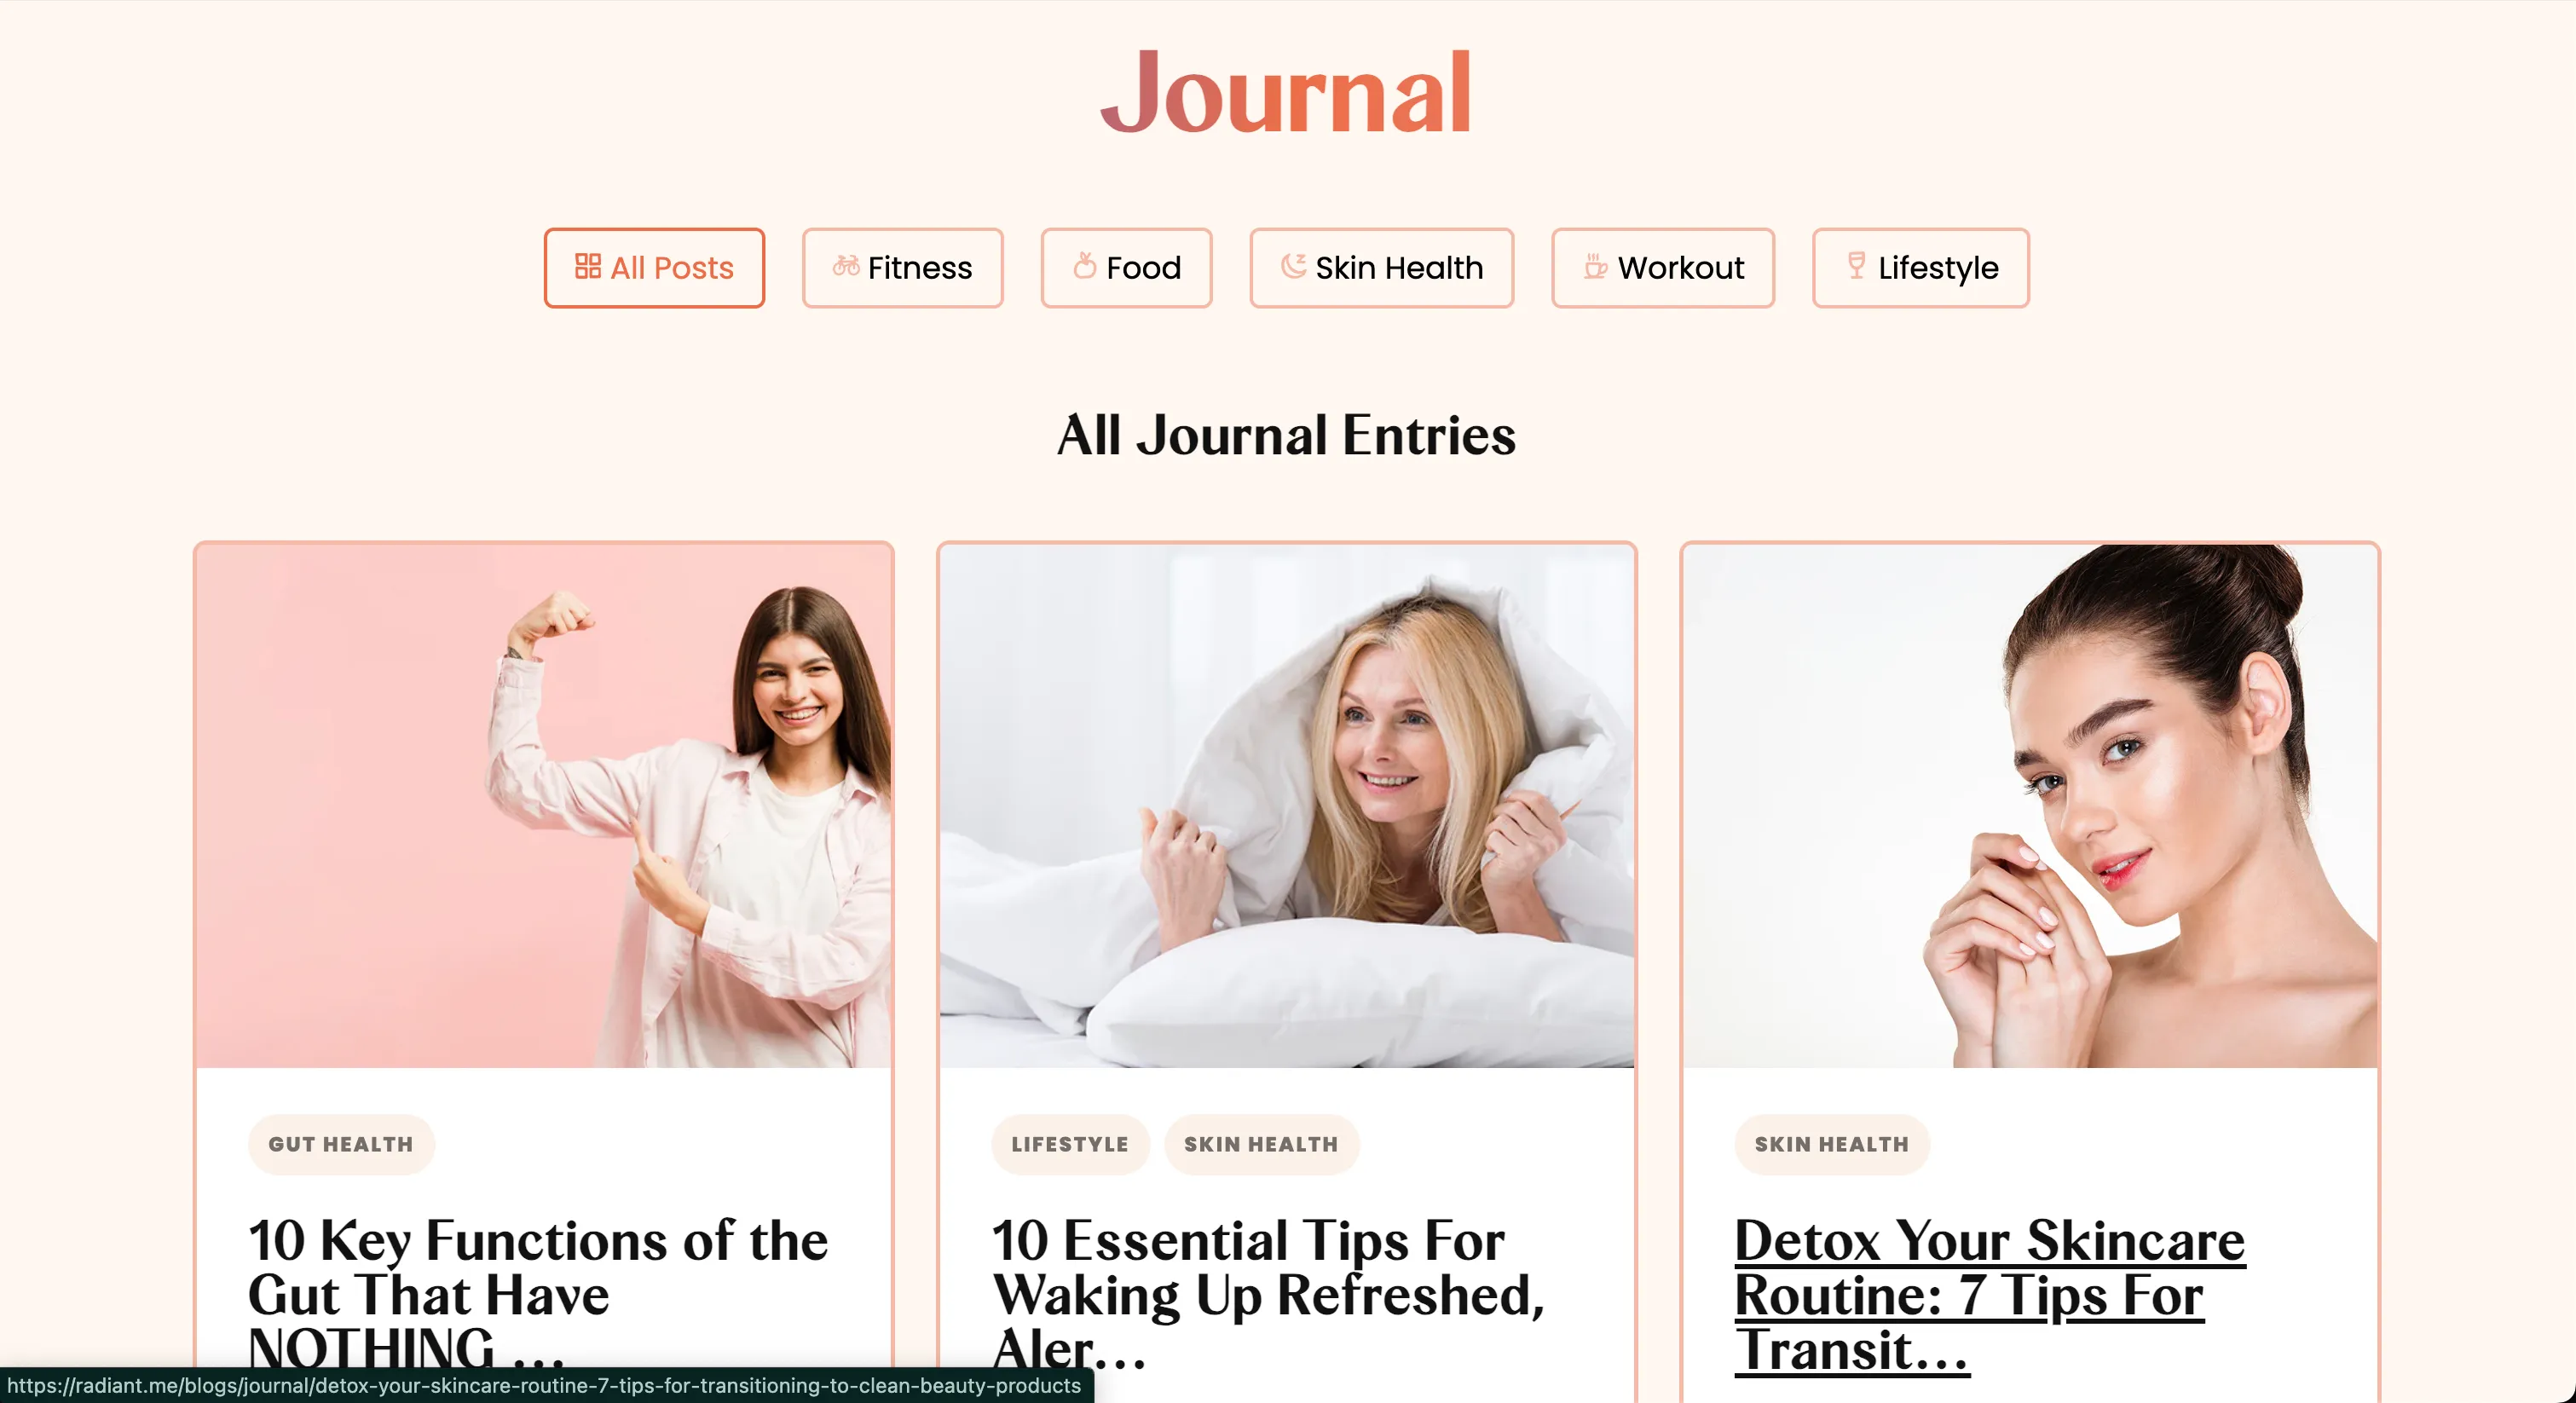 Journal
All Posts
Fitness
Food
Skin Health
Workout
Lifestyle
All Journal Entries
GUT HEALTH
10 Key Functions of the
Gut That Have
NOTHING ...
LIFESTYLE
SKIN HEALTH
10 Essential Tips For
Waking Up Refreshed,
Aler...
SKIN HEALTH
Detox Your Skincare
Routine: 7 Tips For
Transit...
https://radiant.me/blogs/journal/detox-your-skincare-routine-7-tips-for-transitioning-to-clean-beauty-products